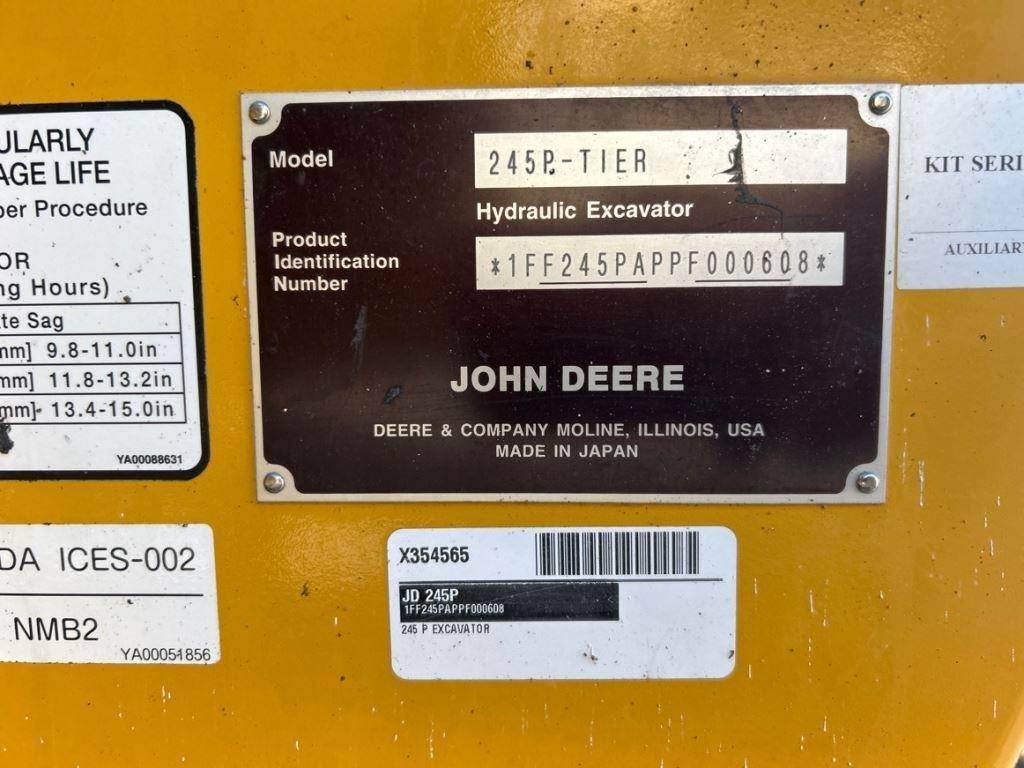 ULARLY
AGE LIFE
per Procedure
OR
ng Hours)
te Sag
mm] 9.8-11.0in
mm] 11.8-13.2in
mm] 13.4-15.0in
YA00088631
Model
245P-TIER
Hydraulic Excavator
Product
Identification
Number
*1FF245PAPPF000608*
JOHN DEERE
DEERE & COMPANY MOLINE, ILLINOIS, USA
MADE IN JAPAN
KIT SERI
AUXILIAR
DA ICES-002
NMB2
YA00051856
X354565
JD 245P
1FF245PAPPF000608
245 P EXCAVATOR